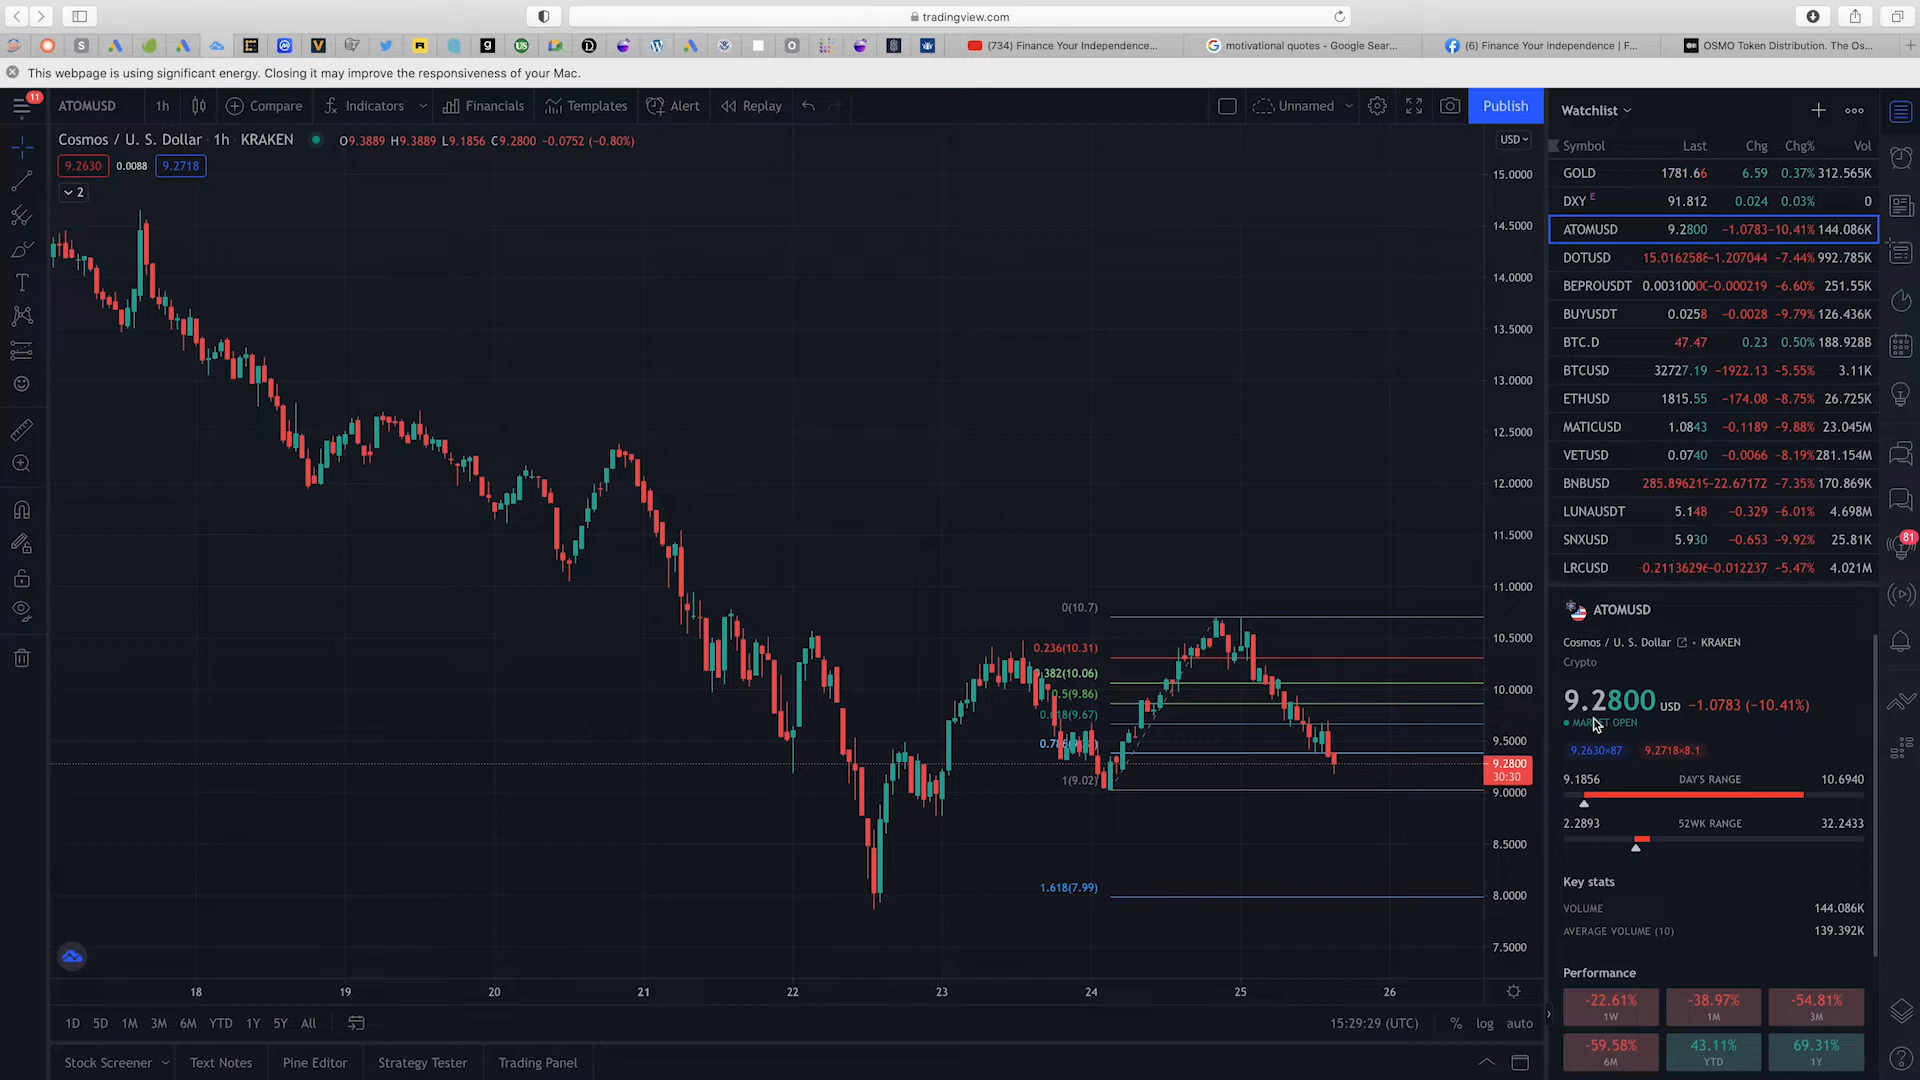 tradingview.com
(734) Finance Your Independence...
motivational quotes - Google Sear...
(6) Finance Your Independence | F...
OSMO Token Distribution. The Os...
This webpage is using significant energy. Closing it may improve the responsiveness of your Mac.
11
ATOMUSD 1h Compare Indicators Financials Templates Alert Replay Unnamed Publish
Cosmos / U. S. Dollar · 1h · KRAKEN O9.3889 H9.3889 L9.1856 C9.2800 −0.0752 (−0.80%)
9.2630 0.0088 9.2718
2
USD
15.0000
14.5000
14.0000
13.5000
13.0000
12.5000
12.0000
11.5000
11.0000
10.5000
10.0000
9.5000
9.2800
30:30
9.0000
8.5000
8.0000
7.5000
0(10.7)
0.236(10.31)
.382(10.06)
0.5(9.86)
0.618(9.67)
1(9.02)
1.618(7.99)
18 19 20 21 22 23 24 25 26
1D 5D 1M 3M 6M YTD 1Y 5Y All
15:29:29 (UTC) % log auto
Stock Screener Text Notes Pine Editor Strategy Tester Trading Panel
Watchlist
Symbol Last Chg Chg% Vol
GOLD 1781.66 6.59 0.37% 312.565K
DXY E 91.812 0.024 0.03% 0
ATOMUSD 9.2800 −1.0783 −10.41% 144.086K
DOTUSD 15.0162588 −1.207044 −7.44% 992.785K
BEPROUSDT 0.003100 −0.000219 −6.60% 251.55K
BUYUSDT 0.0258 −0.0028 −9.79% 126.436K
BTC.D 47.47 0.23 0.50% 188.928B
BTCUSD 32727.19 −1922.13 −5.55% 3.11K
ETHUSD 1815.55 −174.08 −8.75% 26.725K
MATICUSD 1.0843 −0.1189 −9.88% 23.045M
VETUSD 0.0740 −0.0066 −8.19% 281.154M
BNBUSD 285.896219 −22.67172 −7.35% 170.869K
LUNAUSDT 5.148 −0.329 −6.01% 4.698M
SNXUSD 5.930 −0.653 −9.92% 25.81K
LRCUSD 0.2113629 −0.012237 −5.47% 4.021M
81
ATOMUSD
Cosmos / U. S. Dollar · KRAKEN
Crypto
9.2800 USD −1.0783 (−10.41%)
MARKET OPEN
9.2630×87 9.2718×8.1
9.1856 DAY'S RANGE 10.6940
2.2893 52WK RANGE 32.2433
Key stats
VOLUME 144.086K
AVERAGE VOLUME (10) 139.392K
Performance
-22.61% -38.97% -54.81%
1W 1M 3M
-59.58% 43.11% 69.31%
6M YTD 1Y